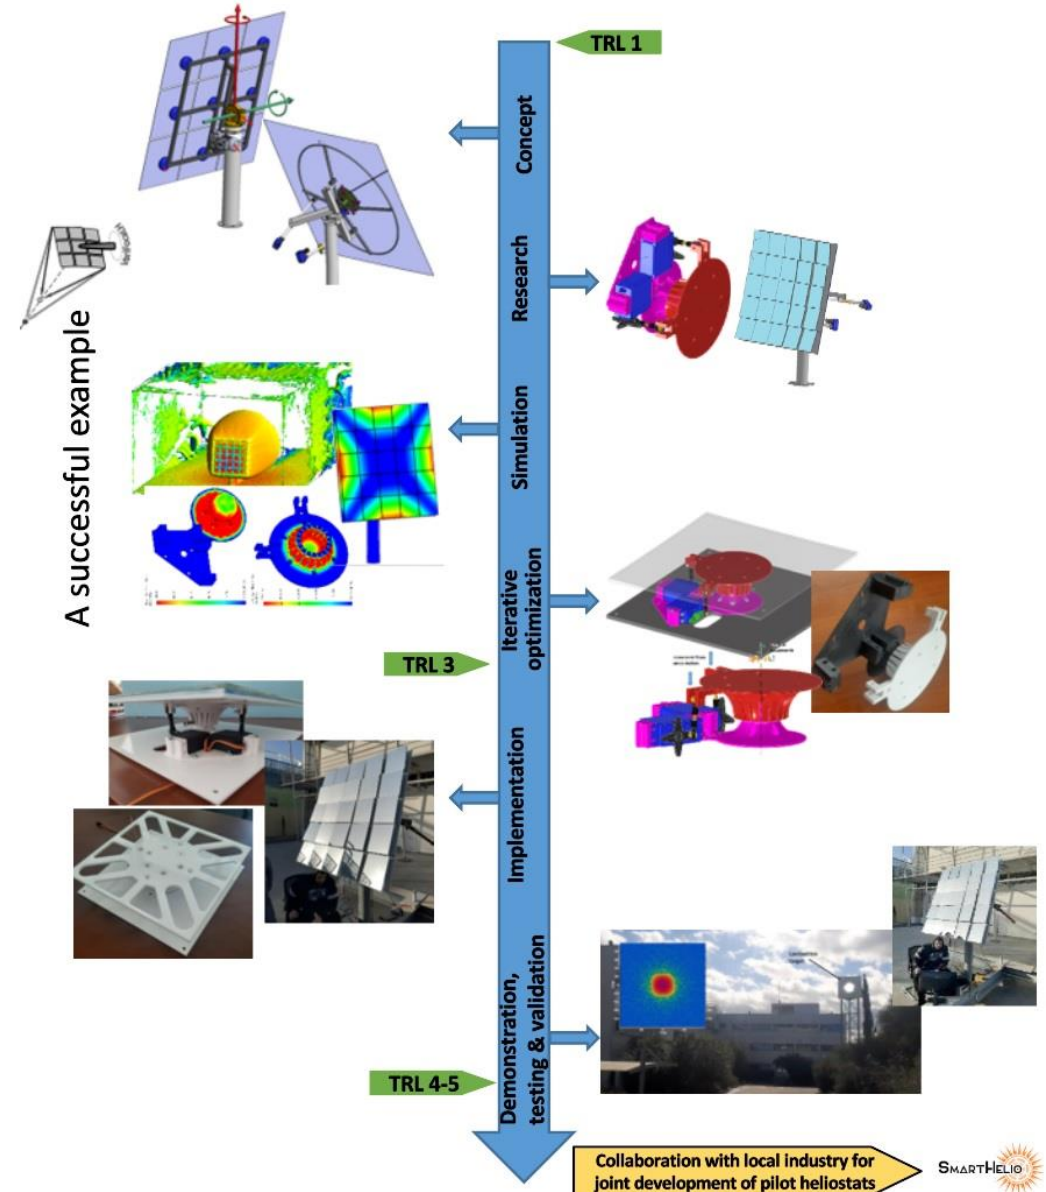 TRL 1
Concept
Research
A successful example
Simulation
Iterative
optimization
TRL 3
Implementation
Demonstration,
testing & validation
TRL 4-5
Collaboration with local industry for
joint development of pilot heliostats
SMARTHELIO